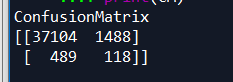 ConfusionMatrix
[[37104  1488]
 [  489   118]]